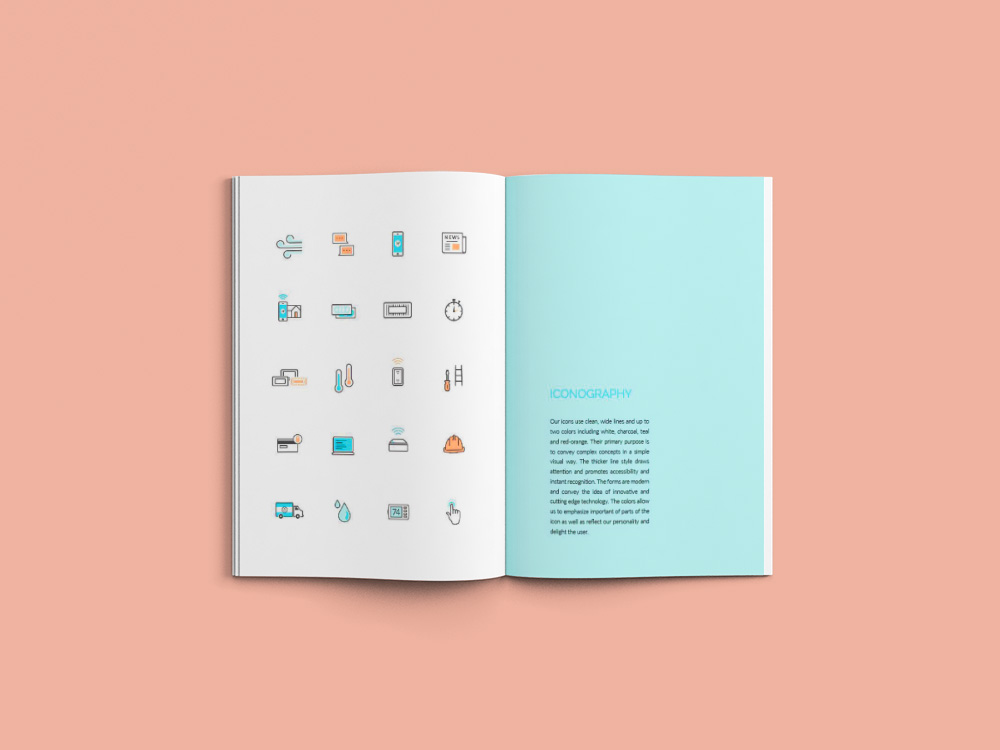 NEWS
74
ICONOGRAPHY
Our icons use clean, wide lines and up to
two colors including white, charcoal, teal
and red-orange. Their primary purpose is
to convey complex concepts in a simple
visual way. The thicker line style draws
attention and promotes accessibility and
instant recognition. The forms are modern
and convey the idea of innovative and
cutting edge technology. The colors allow
us to emphasize important of parts of the
icon as well as reflect our personality and
delight the user.